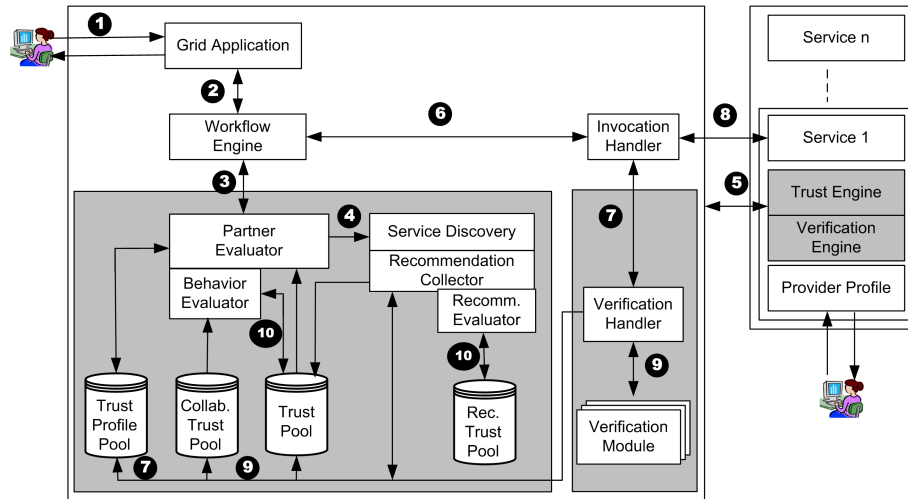 1
Grid Application
Service n
2
6
8
Workflow
Engine
Invocation
Handler
Service 1
3
5
7
Trust Engine
4
Partner
Evaluator
Service Discovery
Verification
Engine
Recommendation
Collector
Behavior
Evaluator
Provider Profile
Recomm.
Evaluator
Verification
Handler
10
10
9
Trust
Profile
Pool
Collab.
Trust
Pool
Trust
Pool
Rec.
Trust
Pool
Verification
Module
7
9